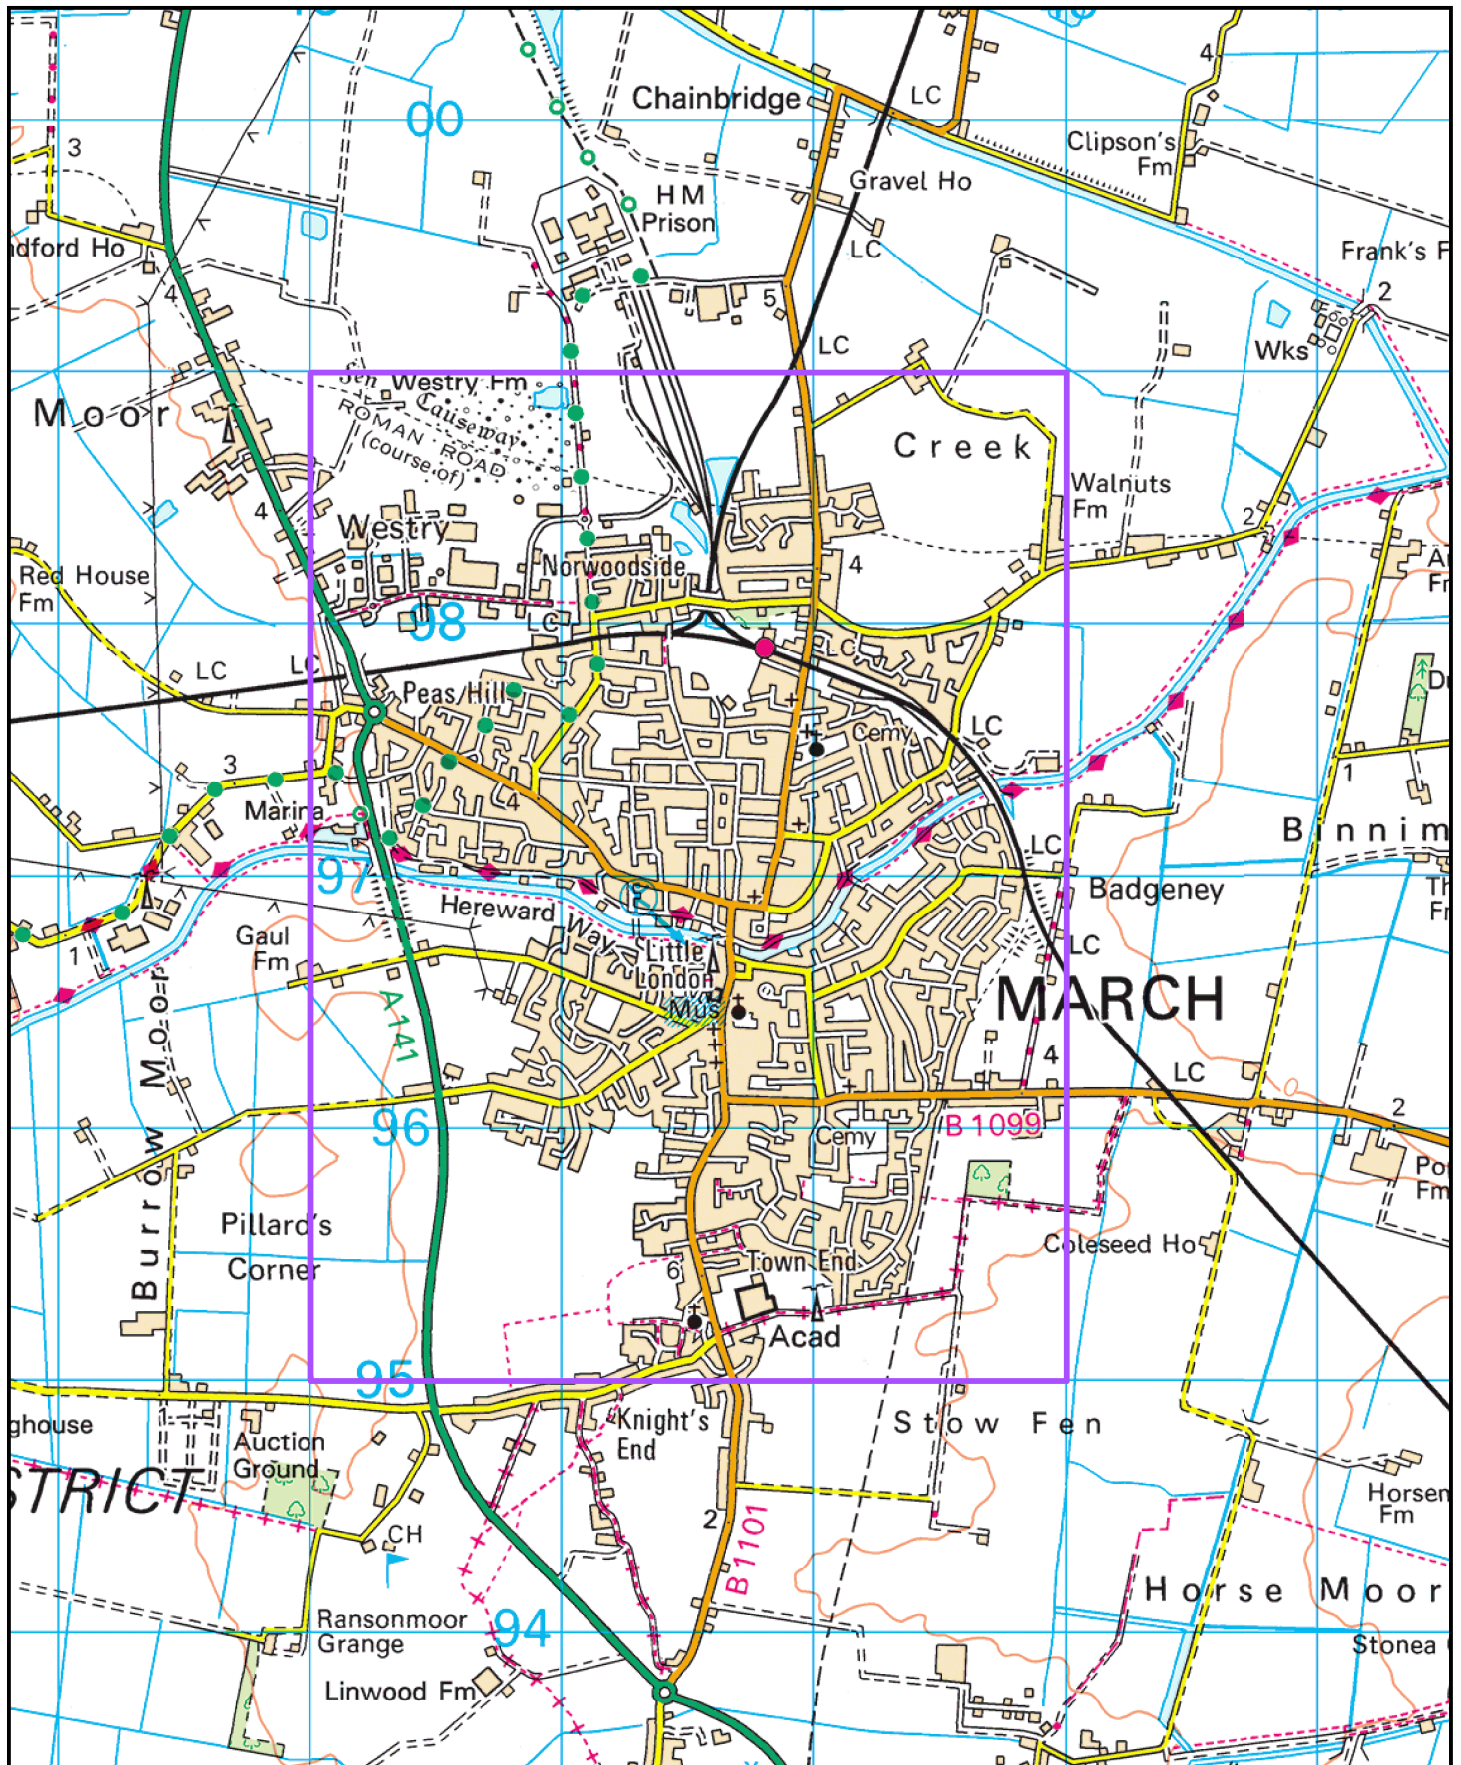 4
00
Chainbridge
LC
3
Clipson's
Fm
H M
Prison
Gravel Ho
LC
Frank's F
dford Ho
4
5
2
LC
Wks
Westry Fm
Causeway
Moor
ROMAN ROAD
(course of)
Creek
4
Westry
Walnuts
Fm
2
Red House
Fm
Norwoodside
4
98
LC
LC
LC
LC
Peas Hill
Cemy
LC
3
4
1
Marina
Binnim
97
LC
Badgeney
Hereward Way
Gaul
Fm
1
Little
London
LC
MARCH
Mus
A 141
4
LC
Burrow Moor
96
Cemy
B 1099
2
Pillard's
Corner
Coleseed Ho
6
Town End
Acad
95
ghouse
Knight's
End
Stow Fen
Auction
Ground
STRICT
Horsem
Fm
CH
2
B 1101
Horse Moor
Ransonmoor
Grange
94
Stonea
Linwood Fm